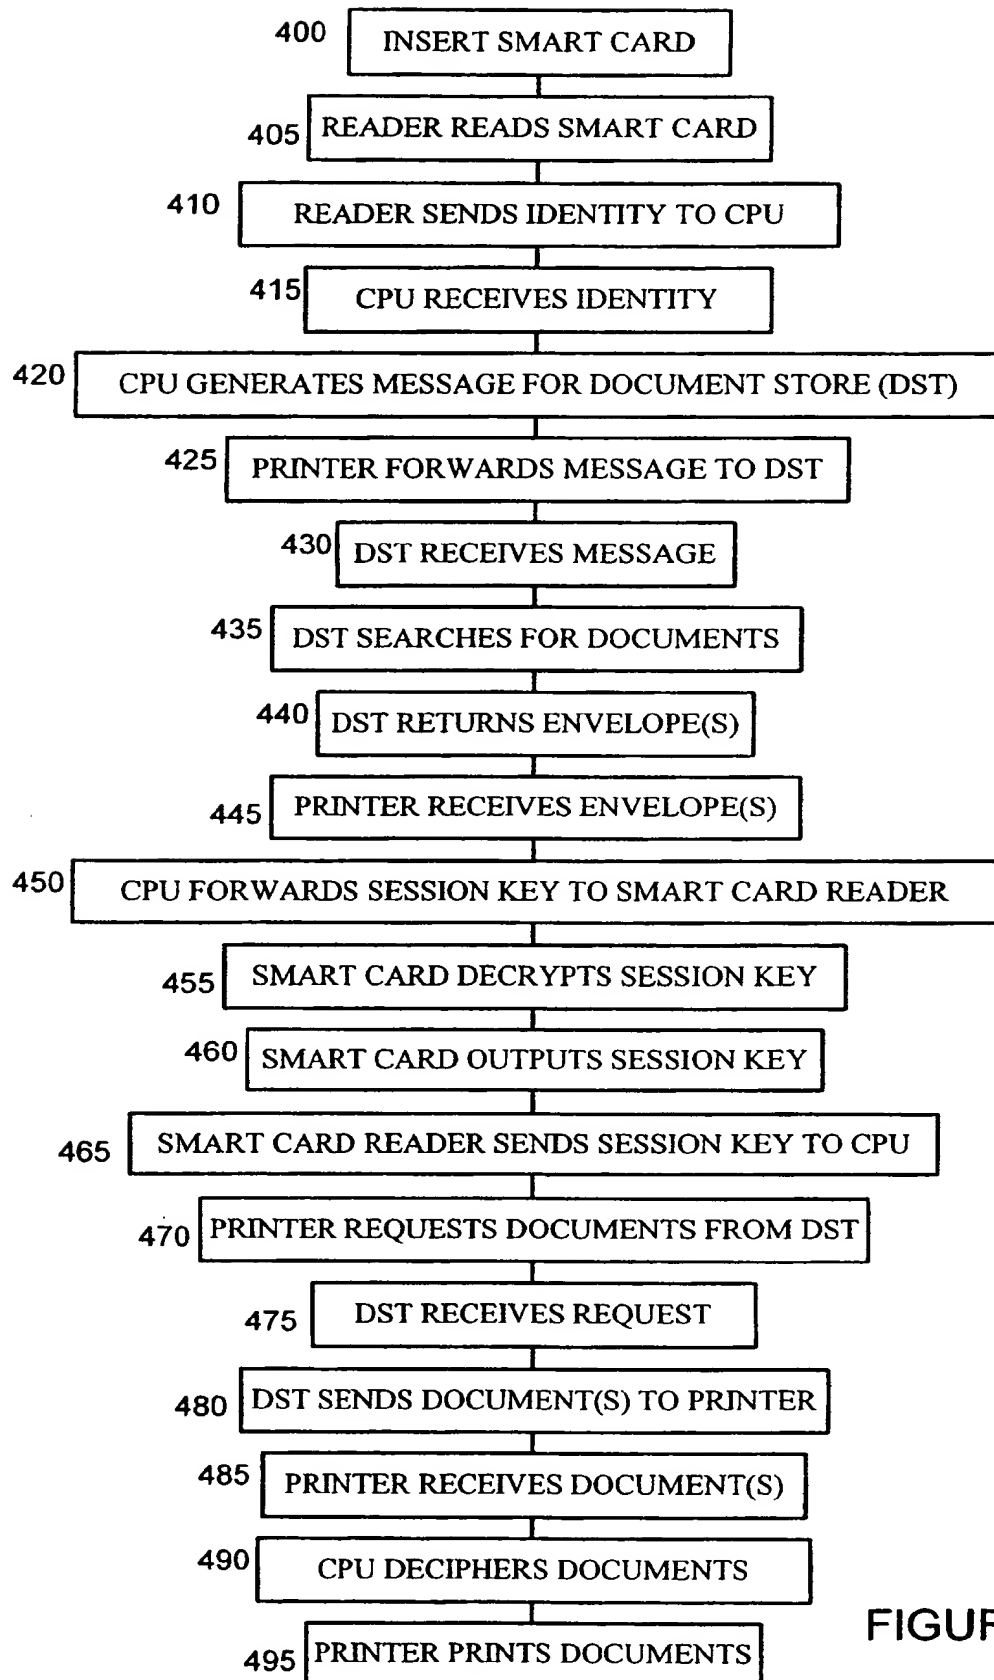 400 INSERT SMART CARD
405 READER READS SMART CARD
410 READER SENDS IDENTITY TO CPU
415 CPU RECEIVES IDENTITY
420 CPU GENERATES MESSAGE FOR DOCUMENT STORE (DST)
425 PRINTER FORWARDS MESSAGE TO DST
430 DST RECEIVES MESSAGE
435 DST SEARCHES FOR DOCUMENTS
440 DST RETURNS ENVELOPE(S)
445 PRINTER RECEIVES ENVELOPE(S)
450 CPU FORWARDS SESSION KEY TO SMART CARD READER
455 SMART CARD DECRYPTS SESSION KEY
460 SMART CARD OUTPUTS SESSION KEY
465 SMART CARD READER SENDS SESSION KEY TO CPU
470 PRINTER REQUESTS DOCUMENTS FROM DST
475 DST RECEIVES REQUEST
480 DST SENDS DOCUMENT(S) TO PRINTER
485 PRINTER RECEIVES DOCUMENT(S)
490 CPU DECIPHERS DOCUMENTS
495 PRINTER PRINTS DOCUMENTS